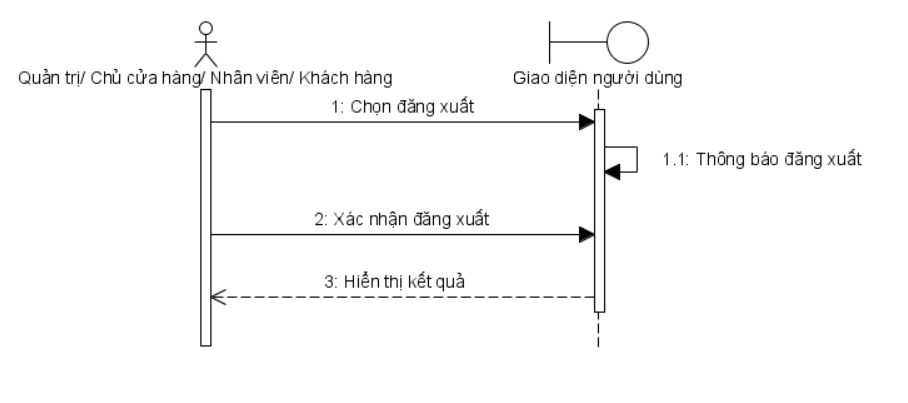 Quản trị/ Chủ cửa hàng/ Nhân viên/ Khách hàng
Giao diện người dùng
1: Chọn đăng xuất
1.1: Thông báo đăng xuất
2: Xác nhận đăng xuất
3: Hiển thị kết quả